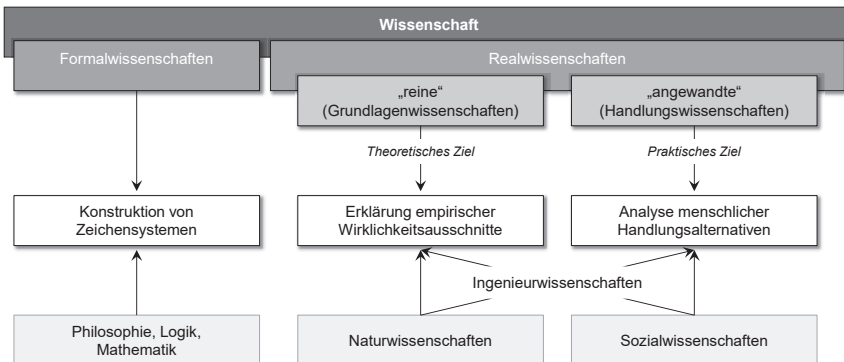 Wissenschaft
Formalwissenschaften
Realwissenschaften
„reine“
(Grundlagenwissenschaften)
„angewandte“
(Handlungswissenschaften)
Theoretisches Ziel
Praktisches Ziel
Konstruktion von
Zeichensystemen
Erklärung empirischer
Wirklichkeitsausschnitte
Analyse menschlicher
Handlungsalternativen
Ingenieurwissenschaften
Philosophie, Logik,
Mathematik
Naturwissenschaften
Sozialwissenschaften